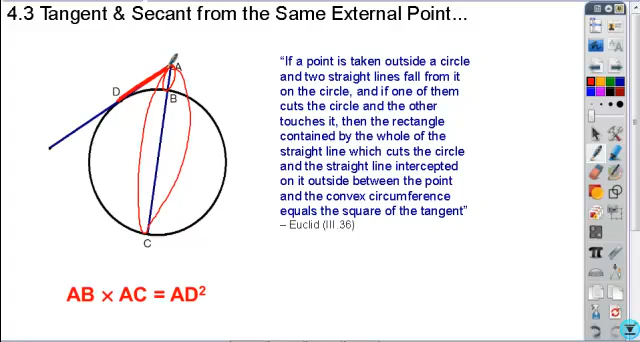 4.3 Tangent & Secant from the Same External Point...
A
D
B
C
AB × AC = AD²
“If a point is taken outside a circle
and two straight lines fall from it
on the circle, and if one of them
cuts the circle and the other
touches it, then the rectangle
contained by the whole of the
straight line which cuts the circle
and the straight line intercepted
on it outside between the point
and the convex circumference
equals the square of the tangent”
– Euclid (III.36)